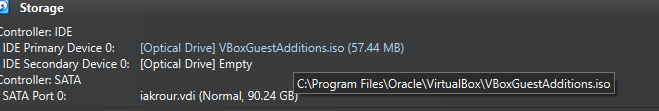 Storage
Controller: IDE
IDE Primary Device 0: [Optical Drive] VBoxGuestAdditions.iso (57.44 MB)
IDE Secondary Device 0: [Optical Drive] Empty
Controller: SATA
C:\Program Files\Oracle\VirtualBox\VBoxGuestAdditions.iso
SATA Port 0: iakrour.vdi (Normal, 90.24 GB)